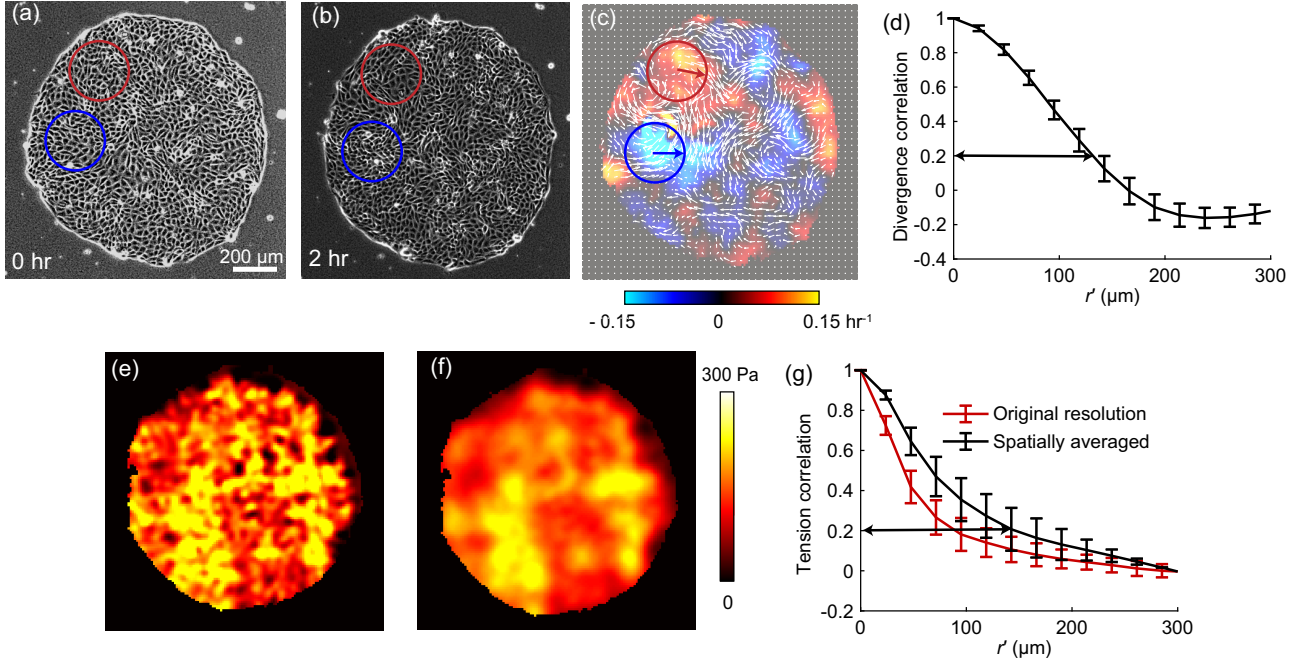 (a)
0 hr
200 µm
(b)
2 hr
(c)
- 0.15
0
0.15 hr⁻¹
(d)
Divergence correlation
1
0.8
0.6
0.4
0.2
0
-0.2
-0.4
0
100
200
300
r′ (µm)
(e)
(f)
300 Pa
0
(g)
Tension correlation
1
0.8
0.6
0.4
0.2
0
-0.2
Original resolution
Spatially averaged
0
100
200
300
r′ (µm)